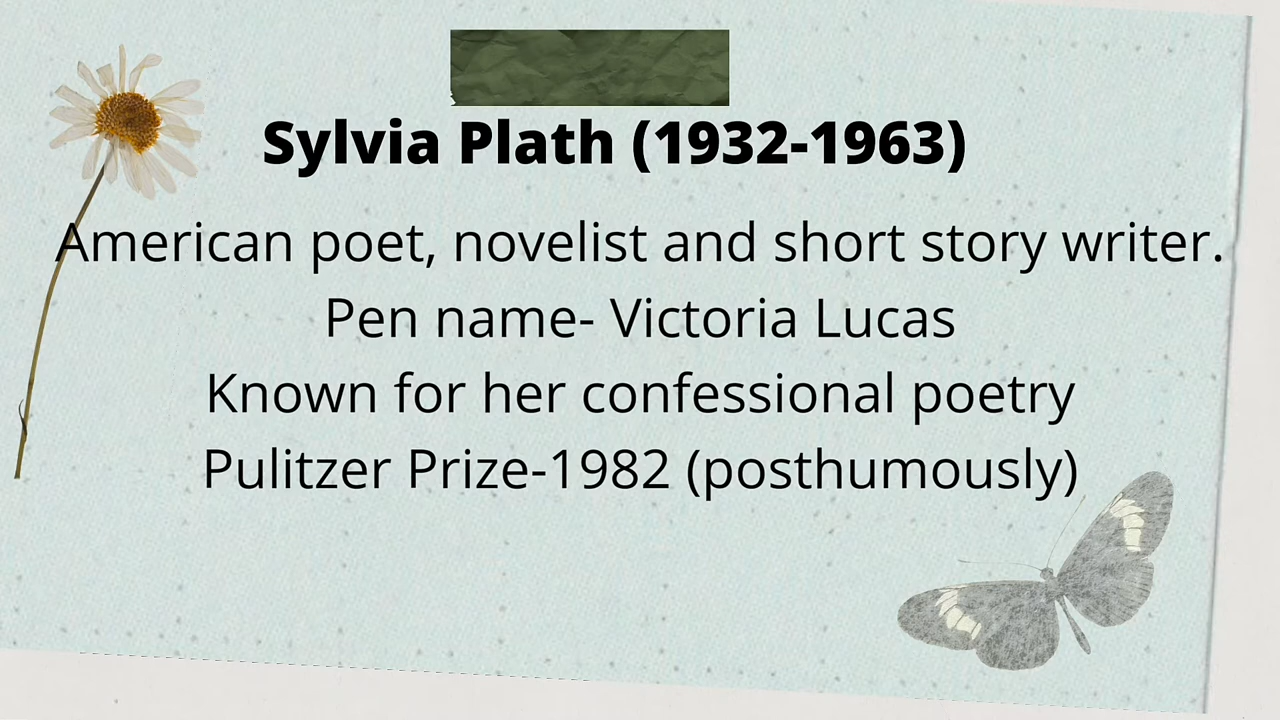 Sylvia Plath (1932-1963)
American poet, novelist and short story writer.
Pen name- Victoria Lucas
Known for her confessional poetry
Pulitzer Prize-1982 (posthumously)